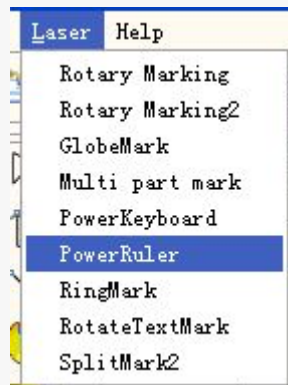 Laser Help
Rotary Marking
Rotary Marking2
GlobeMark
Multi part mark
PowerKeyboard
PowerRuler
RingMark
RotateTextMark
SplitMark2